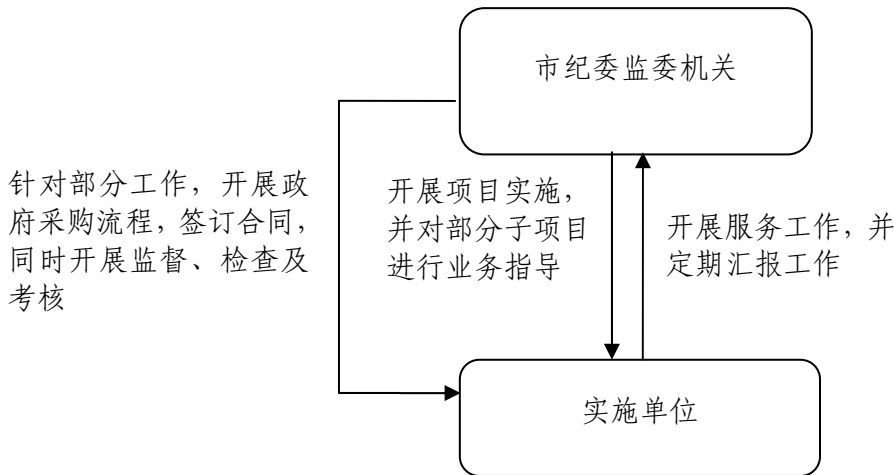 市纪委监委机关
针对部分工作，开展政
府采购流程，签订合同，
同时开展监督、检查及
考核
开展项目实施，
并对部分子项目
进行业务指导
开展服务工作，并
定期汇报工作
实施单位